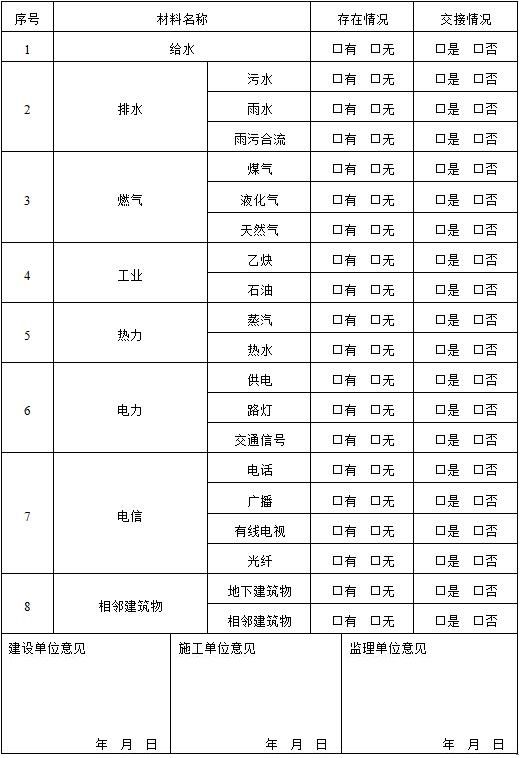 序号 材料名称 存在情况 交接情况
1 给水 □有 □无 □是 □否
污水 □有 □无 □是 □否
2 排水 雨水 □有 □无 □是 □否
雨污合流 □有 □无 □是 □否
煤气 □有 □无 □是 □否
3 燃气 液化气 □有 □无 □是 □否
天然气 □有 □无 □是 □否
4 工业 乙炔 □有 □无 □是 □否
石油 □有 □无 □是 □否
5 热力 蒸汽 □有 □无 □是 □否
热水 □有 □无 □是 □否
供电 □有 □无 □是 □否
6 电力 路灯 □有 □无 □是 □否
交通信号 □有 □无 □是 □否
电话 □有 □无 □是 □否
7 电信 广播 □有 □无 □是 □否
有线电视 □有 □无 □是 □否
光纤 □有 □无 □是 □否
8 相邻建筑物 地下建筑物 □有 □无 □是 □否
相邻建筑物 □有 □无 □是 □否
建设单位意见 施工单位意见 监理单位意见
年 月 日 年 月 日 年 月 日